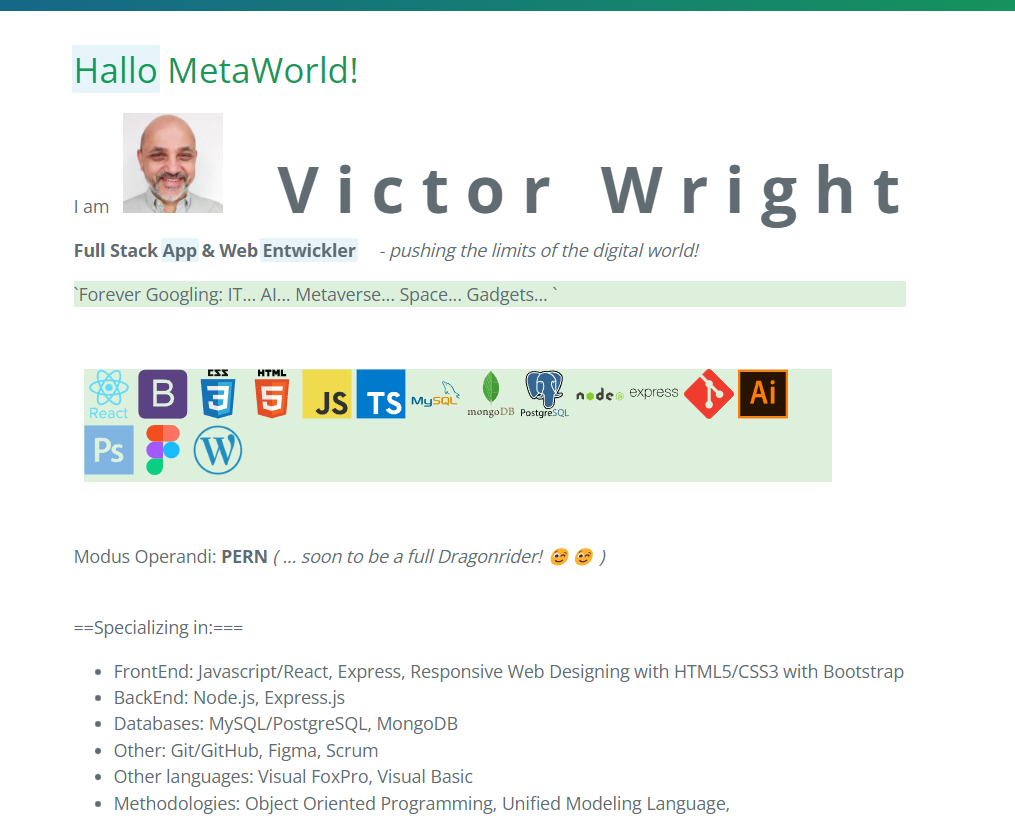 Hallo MetaWorld!
I am Victor Wright
Full Stack App & Web Entwickler - pushing the limits of the digital world!
`Forever Googling: IT... AI... Metaverse... Space... Gadgets... `
React B CSS 3 HTML 5 JS TS MySQL mongoDB PostgreSQL node express Ai
Ps W
Modus Operandi: PERN ( ... soon to be a full Dragonrider! 😊 😊 )
==Specializing in:===
• FrontEnd: Javascript/React, Express, Responsive Web Designing with HTML5/CSS3 with Bootstrap
• BackEnd: Node.js, Express.js
• Databases: MySQL/PostgreSQL, MongoDB
• Other: Git/GitHub, Figma, Scrum
• Other languages: Visual FoxPro, Visual Basic
• Methodologies: Object Oriented Programming, Unified Modeling Language,